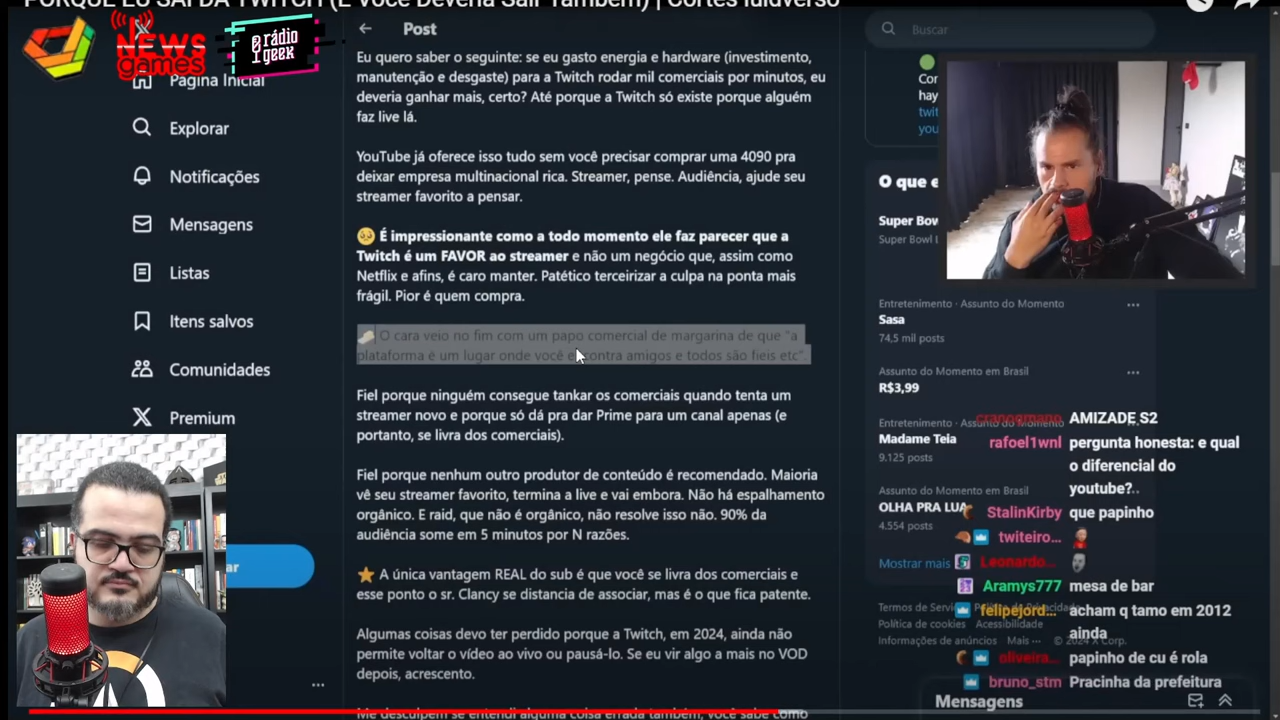 PORQUE EU SAÍ DA TWITCH (E Você Deveria Sair Também) | Cortes
NEWS
games
rádio
geek
Página Inicial
Explorar
Notificações
Mensagens
Listas
Itens salvos
Comunidades
Premium
Post
Eu quero saber o seguinte: se eu gasto energia e hardware (investimento,
manutenção e desgaste) para a Twitch rodar mil comerciais por minutos, eu
deveria ganhar mais, certo? Até porque a Twitch só existe porque alguém
faz live lá.
YouTube já oferece isso tudo sem você precisar comprar uma 4090 pra
deixar empresa multinacional rica. Streamer, pense. Audiência, ajude seu
streamer favorito a pensar.
🥺 É impressionante como a todo momento ele faz parecer que a
Twitch é um FAVOR ao streamer e não um negócio que, assim como
Netflix e afins, é caro manter. Patético terceirizar a culpa na ponta mais
frágil. Pior é quem compra.
O cara veio no fim com um papo comercial de margarina de que "a
plataforma é um lugar onde você encontra amigos e todos são fieis etc".
Fiel porque ninguém consegue tankar os comerciais quando tenta um
streamer novo e porque só dá pra dar Prime para um canal apenas (e
portanto, se livra dos comerciais).
Fiel porque nenhum outro produtor de conteúdo é recomendado. Maioria
vê seu streamer favorito, termina a live e vai embora. Não há espalhamento
orgânico. E raid, que não é orgânico, não resolve isso não. 90% da
audiência some em 5 minutos por N razões.
⭐ A única vantagem REAL do sub é que você se livra dos comerciais e
esse ponto o sr. Clancy se distancia de associar, mas é o que fica patente.
Algumas coisas devo ter perdido porque a Twitch, em 2024, ainda não
permite voltar o vídeo ao vivo ou pausá-lo. Se eu vir algo a mais no VOD
depois, acrescento.
Me desculpem se entendi alguma coisa errada também, você sabe como
Buscar
Cor
hay
twit
you
O que e
Super Bow
Super Bowl
Entretenimento · Assunto do Momento
Sasa
74,5 mil posts
Assunto do Momento em Brasil
R$3,99
Entretenimento · Assunto do Momento
Madame Teia
9.125 posts
Assunto do Momento em Brasil
OLHA PRA LUA
4.554 posts
Mostrar mais
Termos de Serviço Política de Privacidade
Política de cookies Acessibilidade
Informações de anúncios Mais ··· © 2024 X Corp.
AMIZADE S2
rafoel1wnl pergunta honesta: e qual
o diferencial do
youtube?..
StalinKirby que papinho
twiteiro...
Leonardo...
Aramys777 mesa de bar
felipejord... acham q tamo em 2012
ainda
oliveira... papinho de cu é rola
bruno_stm Pracinha da prefeitura
Mensagens